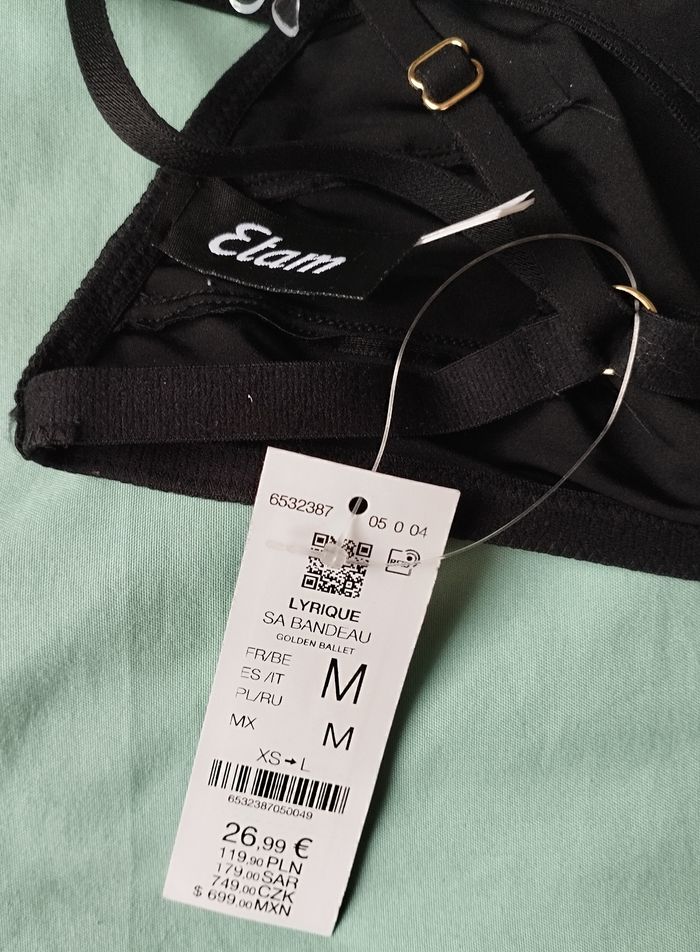 Etam
6532387
05 0 04
LYRIQUE
SA BANDEAU
GOLDEN BALLET
FR/BE
ES/IT
PL/RU
M
MX
M
XS→L
6532387050049
26,99 €
119,90 PLN
179,00 SAR
749,00 CZK
$ 699,00 MXN